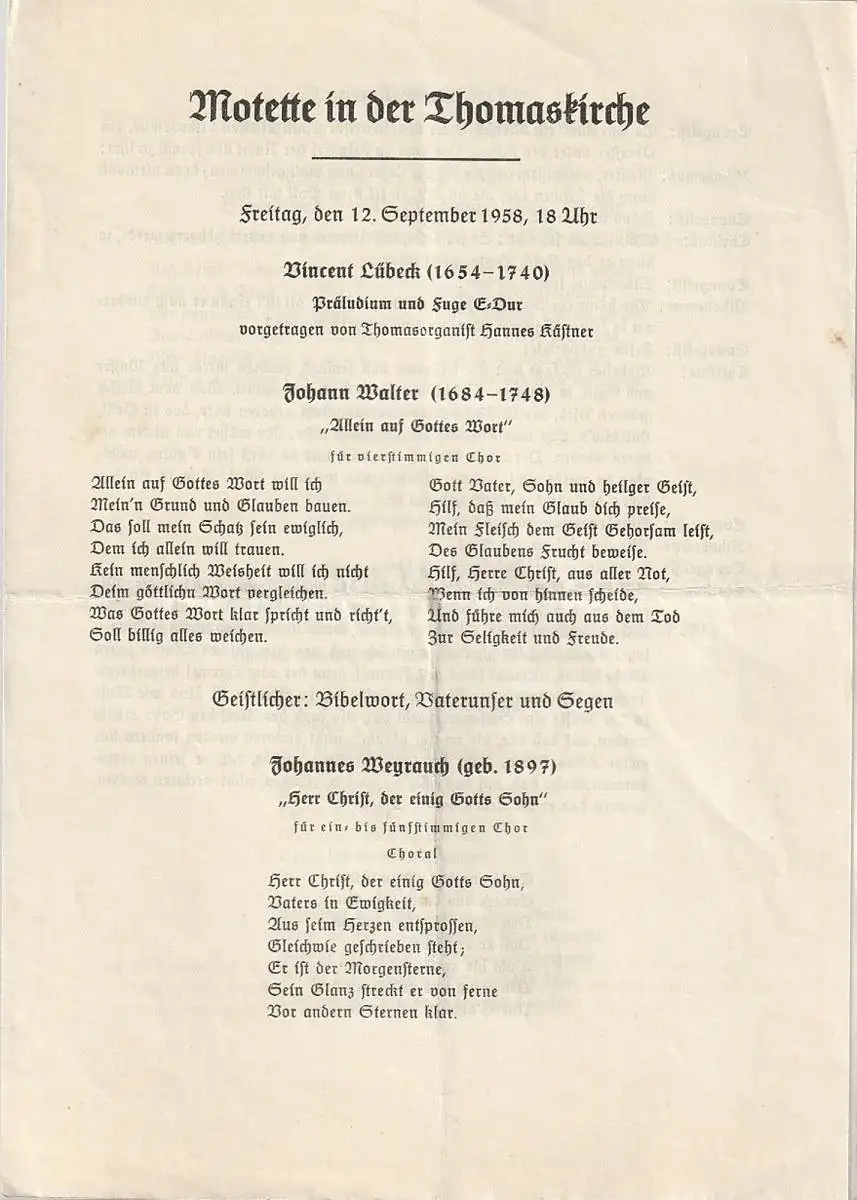 Motette in der Thomaskirche
Freitag, den 12. September 1958, 18 Uhr
Vincent Lübeck (1654–1740)
Präludium und Fuge E-Dur
vorgetragen von Thomasorganist Hannes Kästner
Johann Walter (1684–1748)
„Allein auf Gottes Wort“
für vierstimmigen Chor
Allein auf Gottes Wort will ich
Mein'n Grund und Glauben bauen.
Das soll mein Schatz sein ewiglich,
Dem ich allein will trauen.
Kein menschlich Weisheit will ich nicht
Deim göttlichn Wort vergleichen.
Was Gottes Wort klar spricht und richt't,
Soll billig alles weichen.
Gott Vater, Sohn und heilger Geist,
Hilf, daß mein Glaub dich preise,
Mein Fleisch dem Geist Gehorsam leist,
Des Glaubens Frucht beweise.
Hilf, Herre Christ, aus aller Not,
Wenn ich von hinnen scheide,
Und führe mich auch aus dem Tod
Zur Seligkeit und Freude.
Geistlicher: Bibelwort, Vaterunser und Segen
Johannes Weyrauch (geb. 1897)
„Herr Christ, der einig Gotts Sohn“
für ein- bis fünfstimmigen Chor
Choral
Herr Christ, der einig Gotts Sohn,
Vaters in Ewigkeit,
Aus seim Herzen entsprossen,
Gleichwie geschrieben steht;
Er ist der Morgensterne,
Sein Glanz streckt er von ferne
Vor andern Sternen klar.